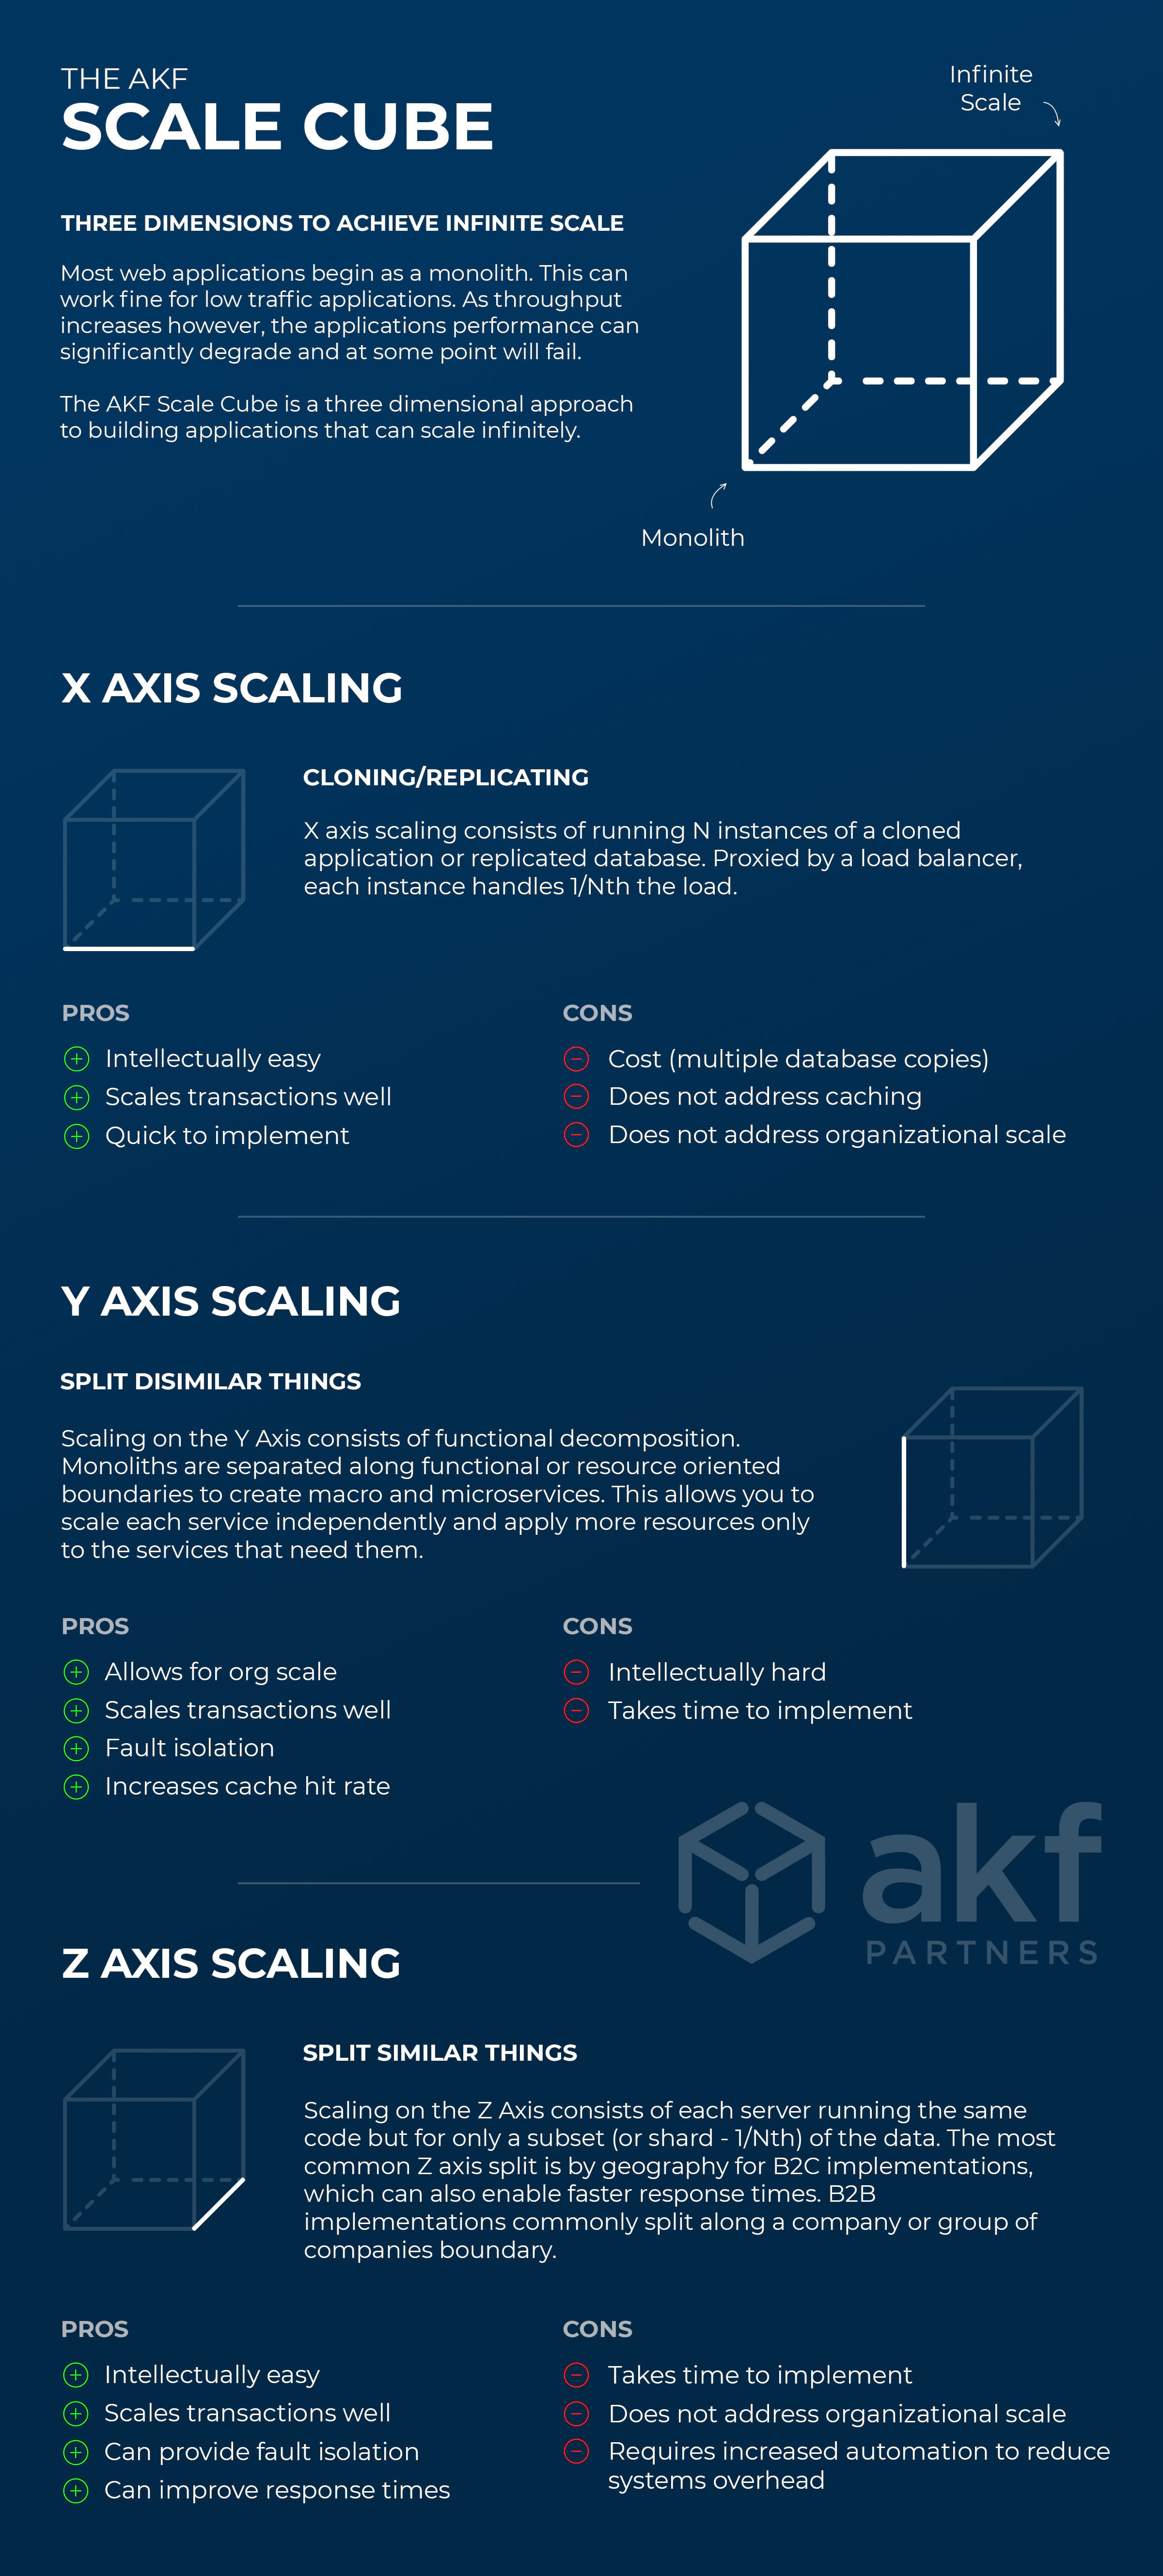 THE AKF
SCALE CUBE
Infinite
Scale
THREE DIMENSIONS TO ACHIEVE INFINITE SCALE
Most web applications begin as a monolith. This can
work fine for low traffic applications. As throughput
increases however, the applications performance can
significantly degrade and at some point will fail.
The AKF Scale Cube is a three dimensional approach
to building applications that can scale infinitely.
Monolith
X AXIS SCALING
CLONING/REPLICATING
X axis scaling consists of running N instances of a cloned
application or replicated database. Proxied by a load balancer,
each instance handles 1/Nth the load.
PROS
Intellectually easy
Scales transactions well
Quick to implement
CONS
Cost (multiple database copies)
Does not address caching
Does not address organizational scale
Y AXIS SCALING
SPLIT DISIMILAR THINGS
Scaling on the Y Axis consists of functional decomposition.
Monoliths are separated along functional or resource oriented
boundaries to create macro and microservices. This allows you to
scale each service independently and apply more resources only
to the services that need them.
PROS
Allows for org scale
Scales transactions well
Fault isolation
Increases cache hit rate
CONS
Intellectually hard
Takes time to implement
akf
PARTNERS
Z AXIS SCALING
SPLIT SIMILAR THINGS
Scaling on the Z Axis consists of each server running the same
code but for only a subset (or shard - 1/Nth) of the data. The most
common Z axis split is by geography for B2C implementations,
which can also enable faster response times. B2B
implementations commonly split along a company or group of
companies boundary.
PROS
Intellectually easy
Scales transactions well
Can provide fault isolation
Can improve response times
CONS
Takes time to implement
Does not address organizational scale
Requires increased automation to reduce
systems overhead